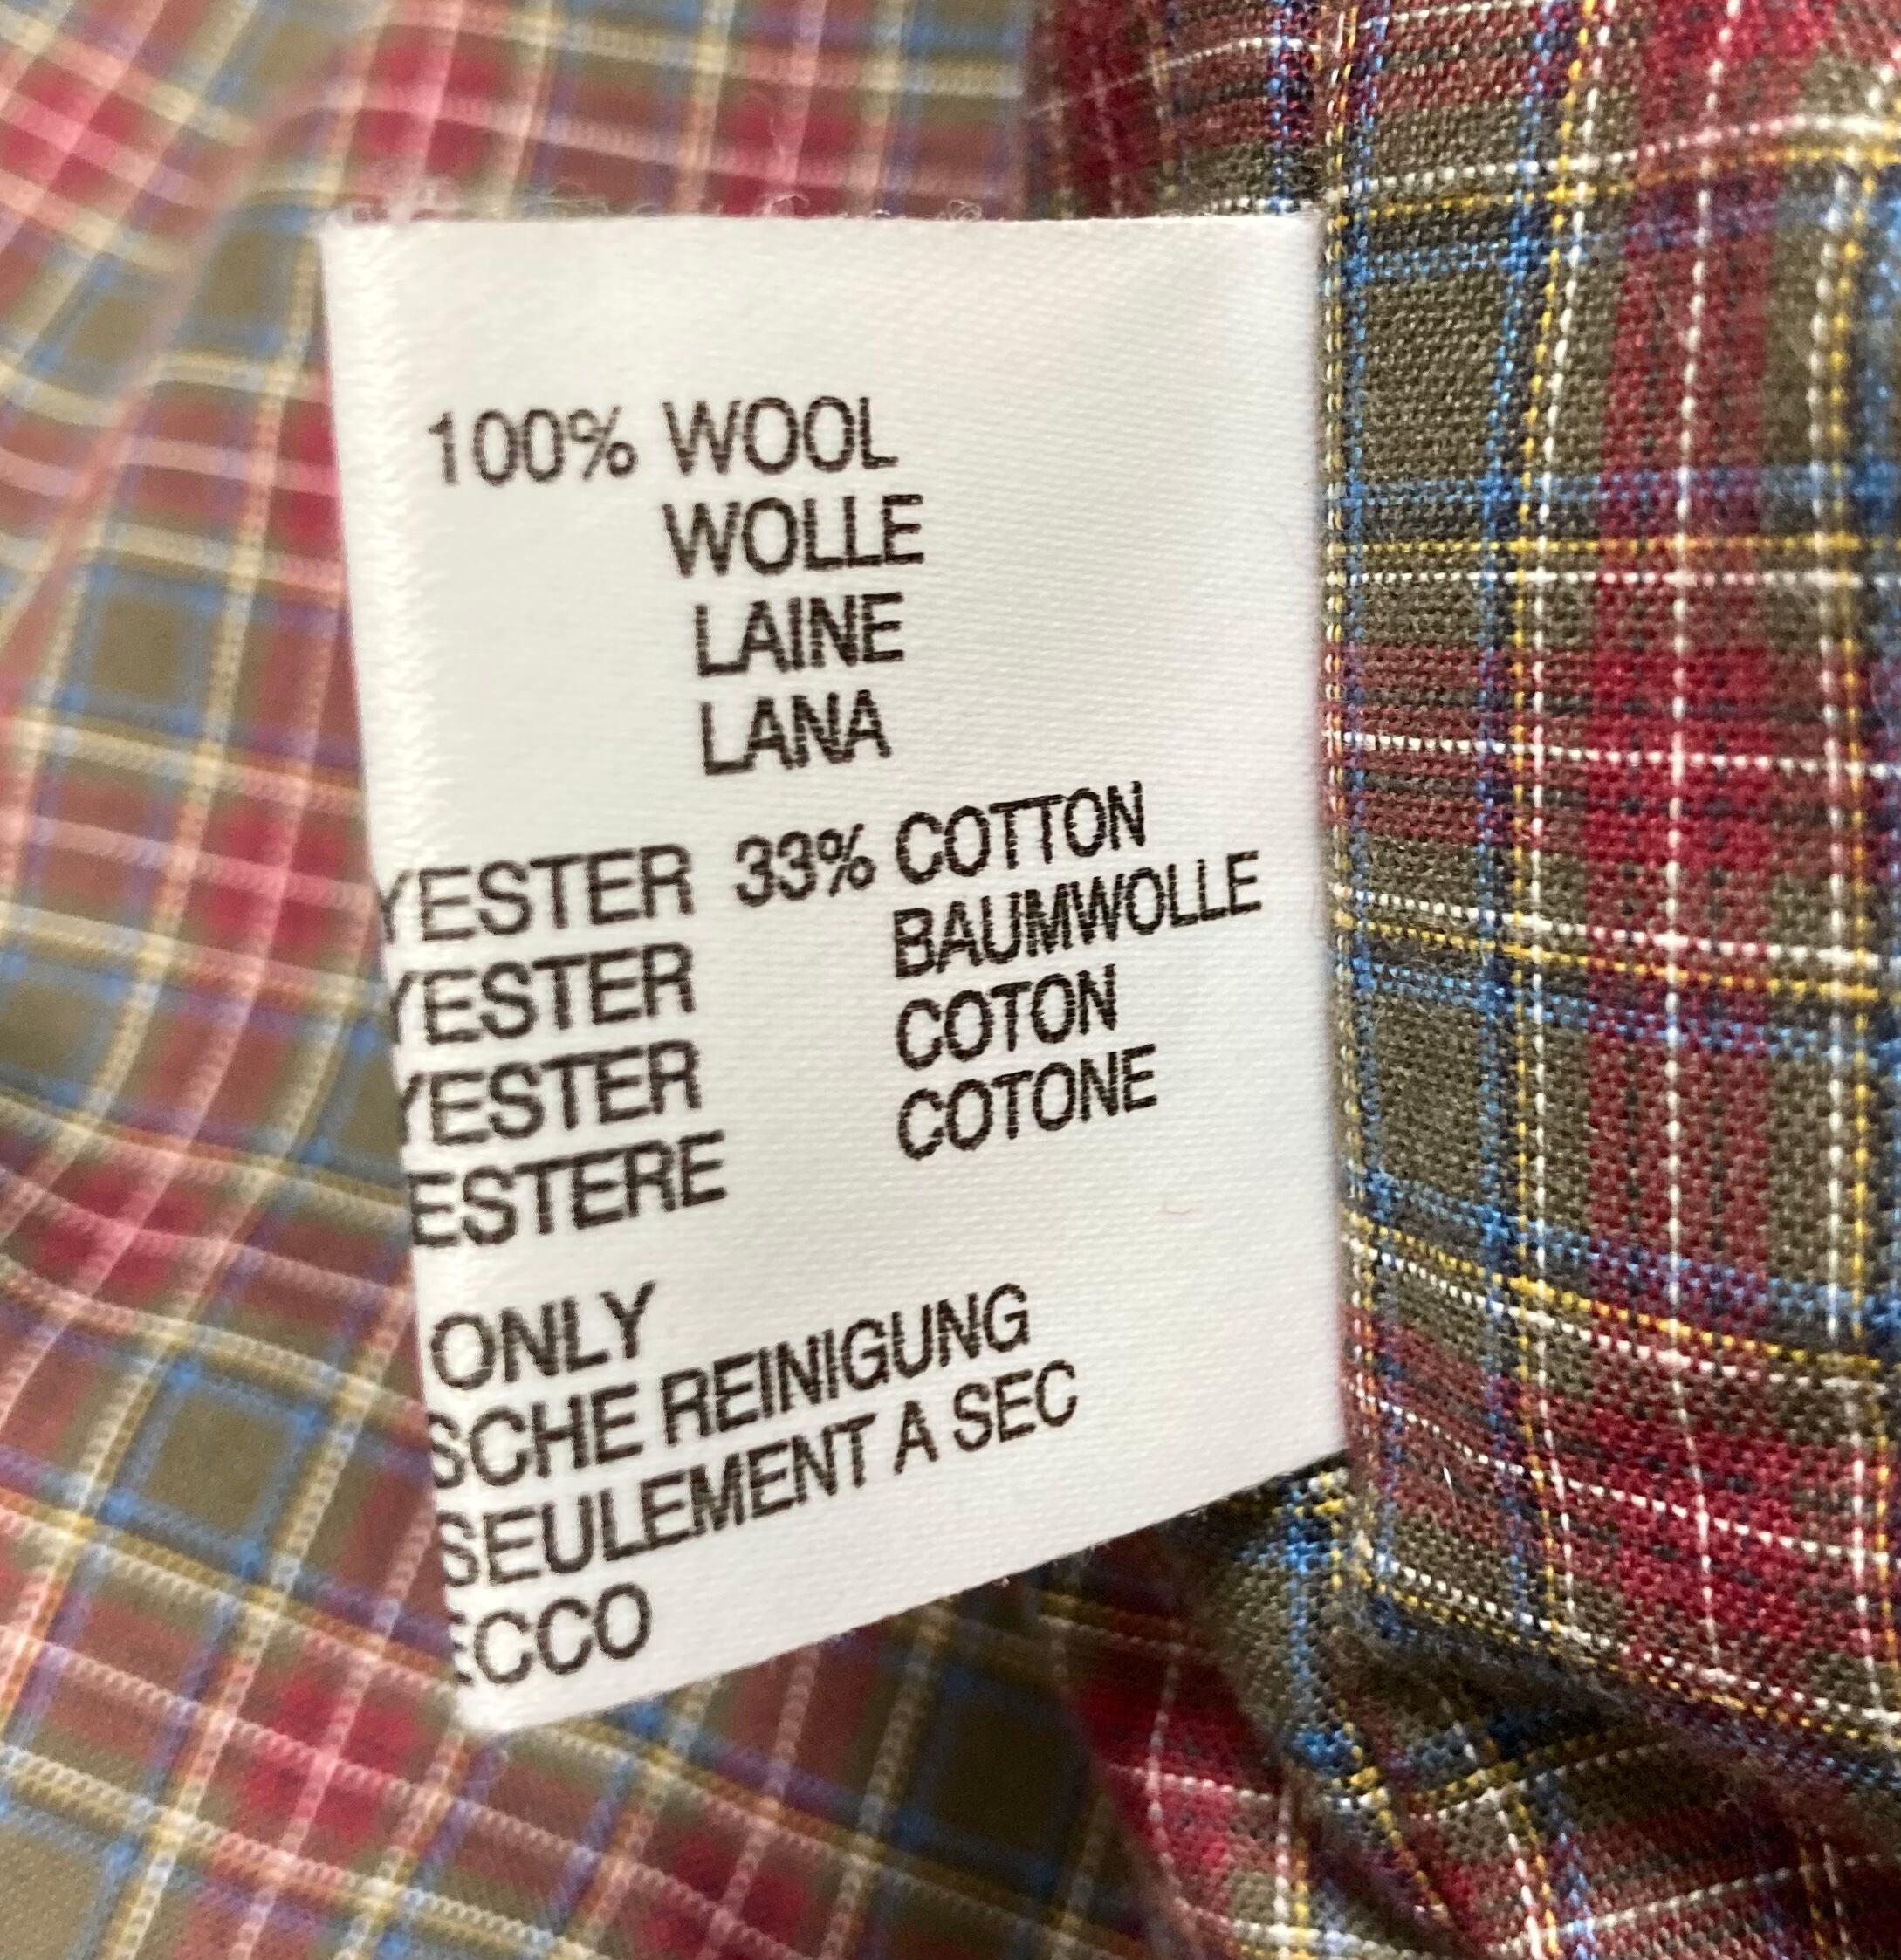 100% WOOL
WOLLE
LAINE
LANA
YESTER 33% COTTON
YESTER BAUMWOLLE
YESTER COTON
ESTERE COTONE
ONLY
SCHE REINIGUNG
SEULEMENT A SEC
ECCO